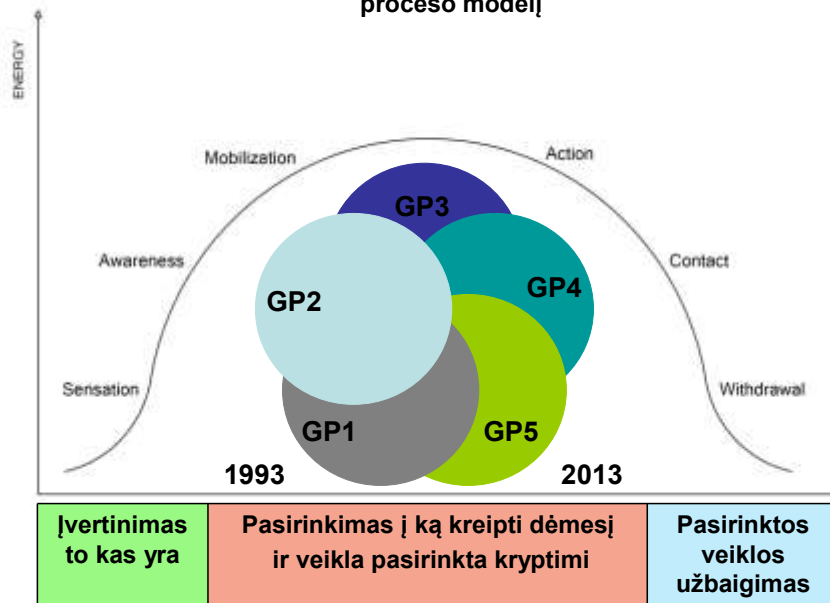 proceso modelį
ENERGY
Mobilization
Action
GP3
Awareness
Contact
GP2
GP4
Sensation
Withdrawal
GP1
GP5
1993
2013
Įvertinimas
to kas yra
Pasirinkimas į ką kreipti dėmesį
ir veikla pasirinkta kryptimi
Pasirinktos
veiklos
užbaigimas